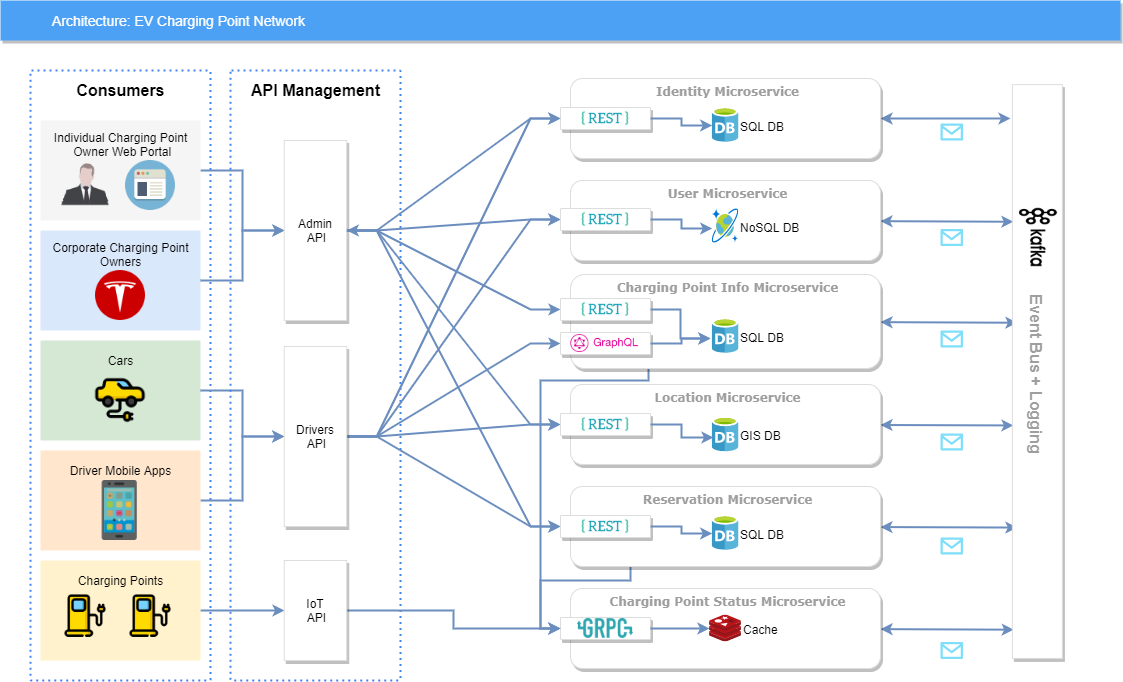 Architecture: EV Charging Point Network
Consumers
API Management
Individual Charging Point
Owner Web Portal
Corporate Charging Point
Owners
Cars
Driver Mobile Apps
Charging Points
Admin
API
Drivers
API
IoT
API
Identity Microservice
{REST}
DB
SQL DB
User Microservice
{REST}
NoSQL DB
Charging Point Info Microservice
{REST}
GraphQL
DB
SQL DB
Location Microservice
{REST}
DB
GIS DB
Reservation Microservice
{REST}
DB
SQL DB
Charging Point Status Microservice
GRPC
Cache
kafka
Event Bus + Logging